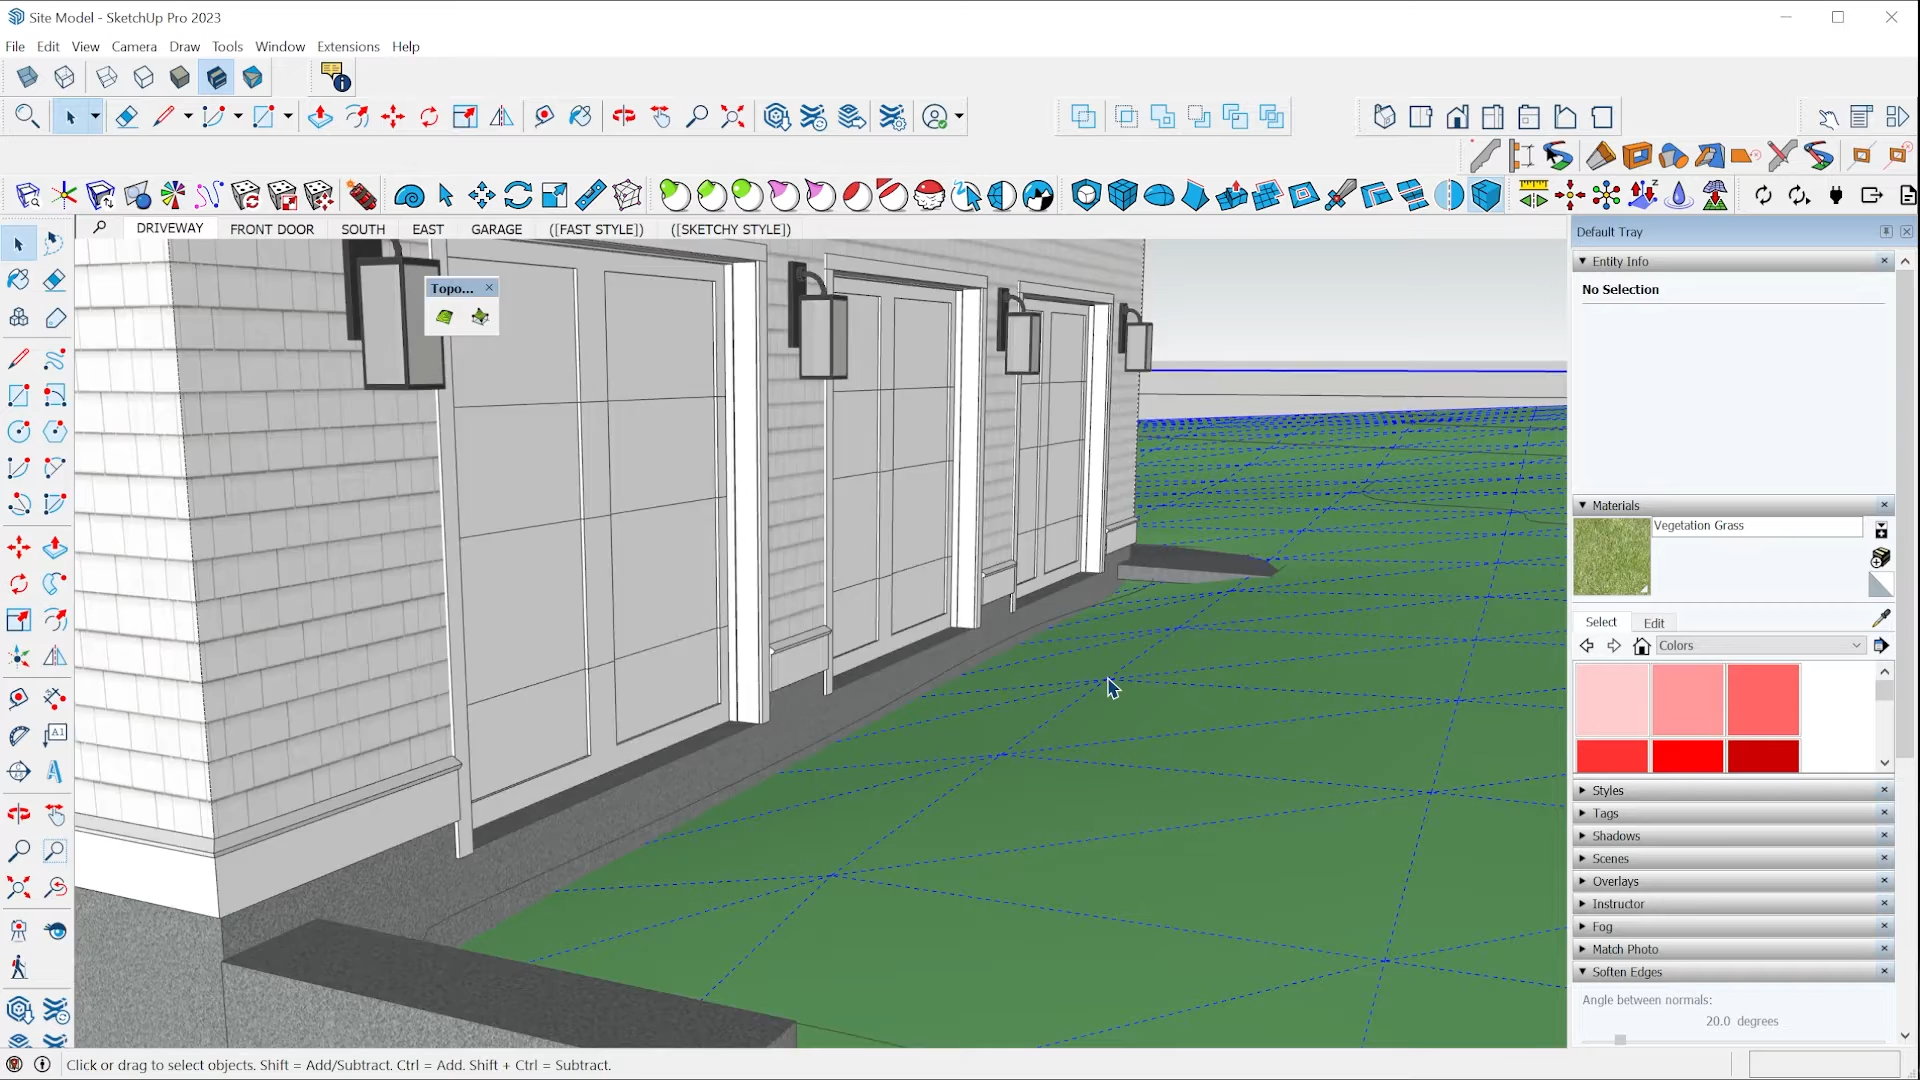 Site Model - SketchUp Pro 2023
File Edit View Camera Draw Tools Window Extensions Help
DRIVEWAY FRONT DOOR SOUTH EAST GARAGE ([FAST STYLE]) ([SKETCHY STYLE])
Topo...
Default Tray
Entity Info
No Selection
Materials
Vegetation Grass
Select Edit
Colors
Styles
Tags
Shadows
Scenes
Overlays
Instructor
Fog
Match Photo
Soften Edges
Angle between normals:
20.0 degrees
Click or drag to select objects. Shift = Add/Subtract. Ctrl = Add. Shift + Ctrl = Subtract.